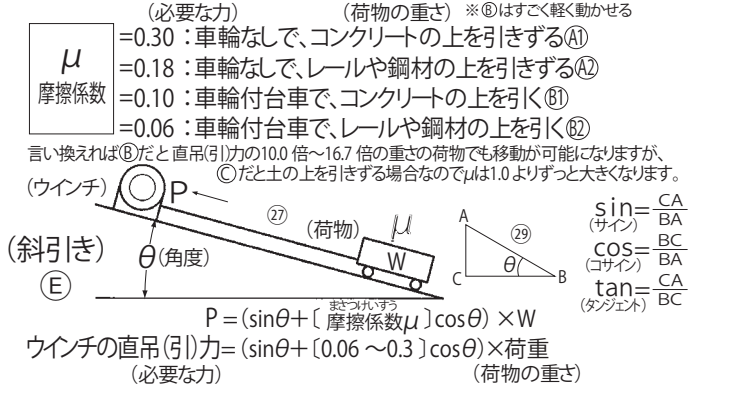 (必要な力) (荷物の重さ) ※Ⓑはすごく軽く動かせる
μ
摩擦係数
=0.30：車輪なしで、コンクリートの上を引きずるA1
=0.18：車輪なしで、レールや鋼材の上を引きずるA2
=0.10：車輪付台車で、コンクリートの上を引くB1
=0.06：車輪付台車で、レールや鋼材の上を引くB2
言い換えればⒷだと直吊(引)力の10.0倍～16.7倍の重さの荷物でも移動が可能になりますが、
Ⓒだと土の上を引きずる場合なのでμは1.0よりずっと大きくなります。
(ウインチ) P ←
㉗ (荷物) μ
W
(斜引き)
Ⓔ
θ(角度)
A
㉙
C θ B
sin=CA/BA
(サイン)
cos=BC/BA
(コサイン)
tan=CA/BC
(タンジェント)
まさつけいすう
P=(sinθ+〔摩擦係数μ〕cosθ)×W
ウインチの直吊(引)力=(sinθ+〔0.06～0.3〕cosθ)×荷重
(必要な力) (荷物の重さ)